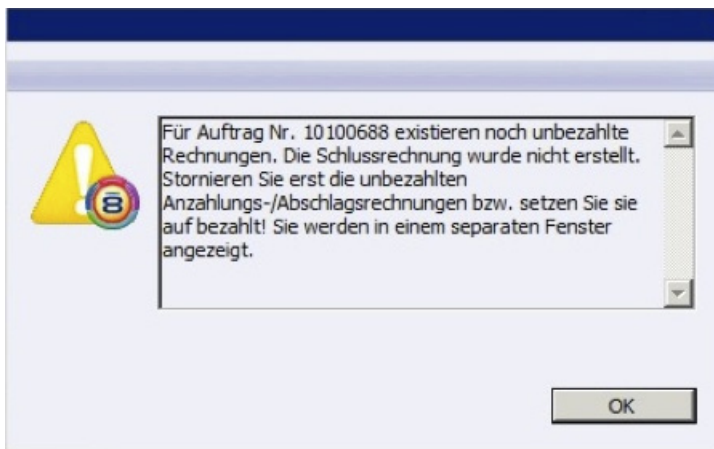 Für Auftrag Nr. 10100688 existieren noch unbezahlte
Rechnungen. Die Schlussrechnung wurde nicht erstellt.
Stornieren Sie erst die unbezahlten
Anzahlungs-/Abschlagsrechnungen bzw. setzen Sie sie
auf bezahlt! Sie werden in einem separaten Fenster
angezeigt.
OK